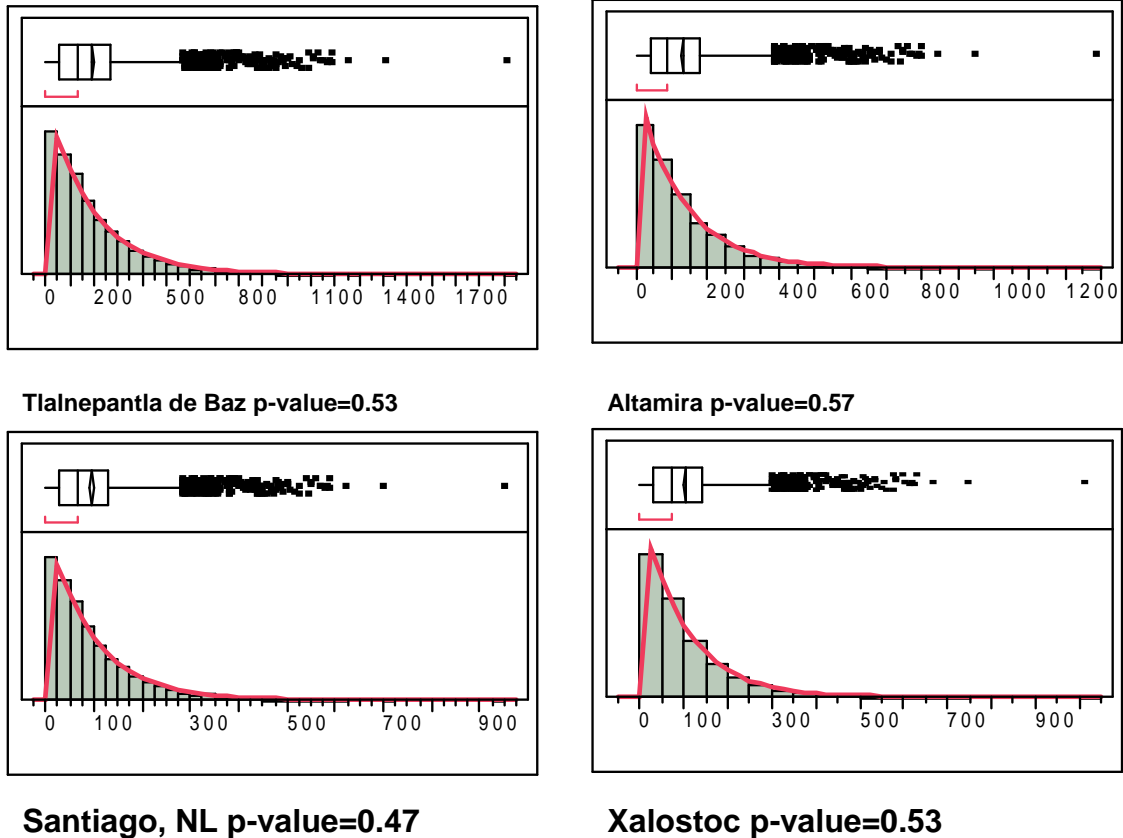 0 200 500 800 1100 1400 1700
0 200 400 600 800 1000 1200
Tlalnepantla de Baz p-value=0.53
Altamira p-value=0.57
0 100 300 500 700 900
0 100 300 500 700 900
Santiago, NL p-value=0.47
Xalostoc p-value=0.53